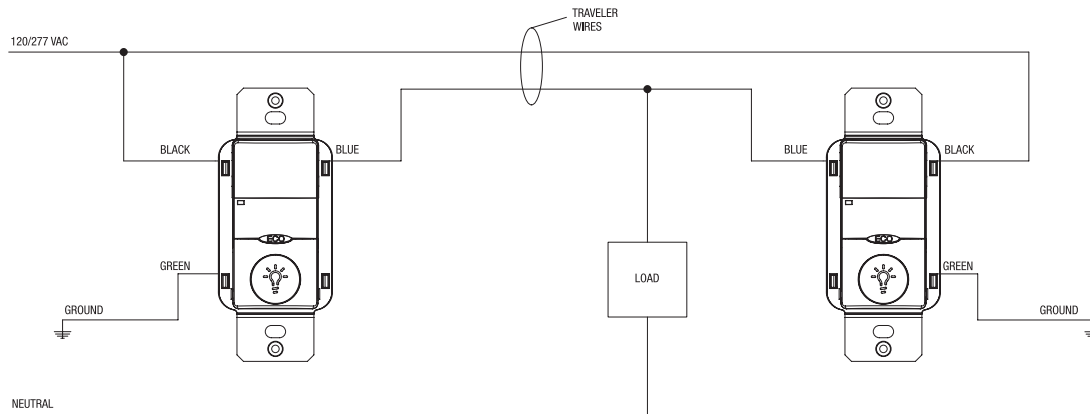 TRAVELER
WIRES
120/277 VAC
BLACK
BLUE
BLUE
BLACK
ECO
ECO
GREEN
LOAD
GREEN
GROUND
GROUND
NEUTRAL